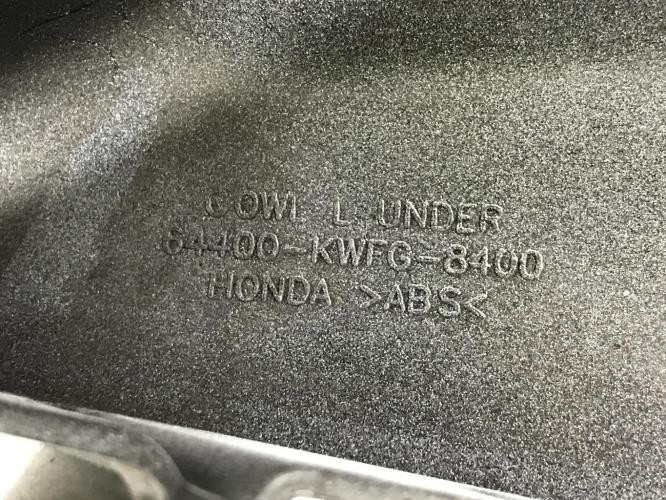 COWL L UNDER
64400-KWFG-8400
HONDA >ABS<